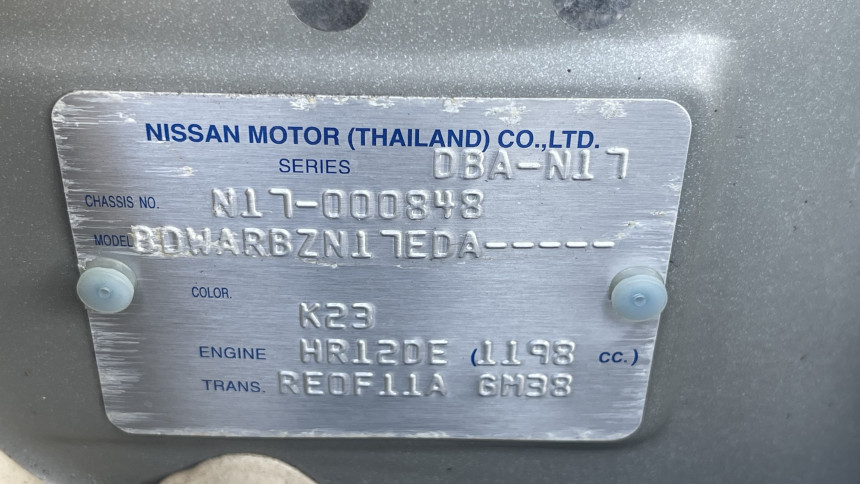 NISSAN MOTOR (THAILAND) CO.,LTD.
SERIES DBA-N17
CHASSIS NO. N17-000848
MODEL BDWARBZN17EDA-----
COLOR.
K23
ENGINE HR12DE (1198 CC.)
TRANS. RE0F11A GM38